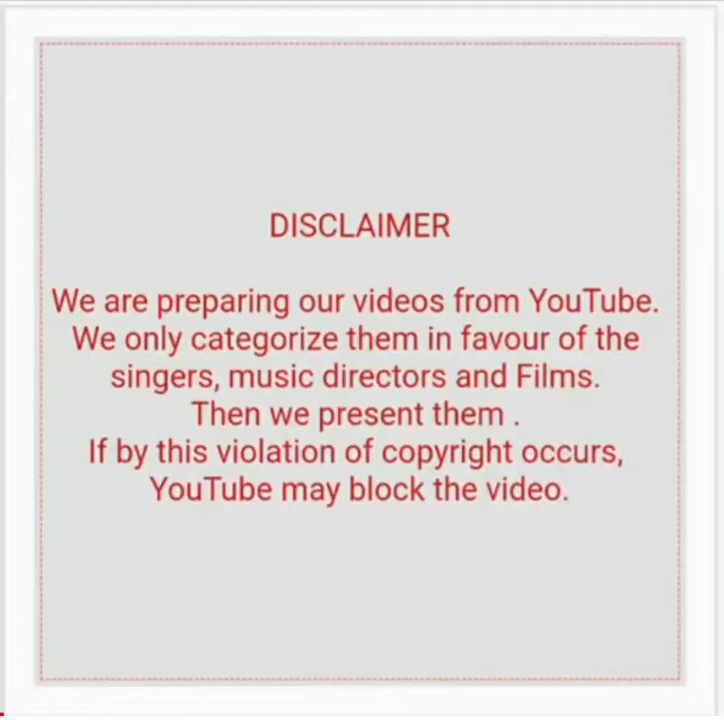 DISCLAIMER
We are preparing our videos from YouTube.
We only categorize them in favour of the
singers, music directors and Films.
Then we present them .
If by this violation of copyright occurs,
YouTube may block the video.